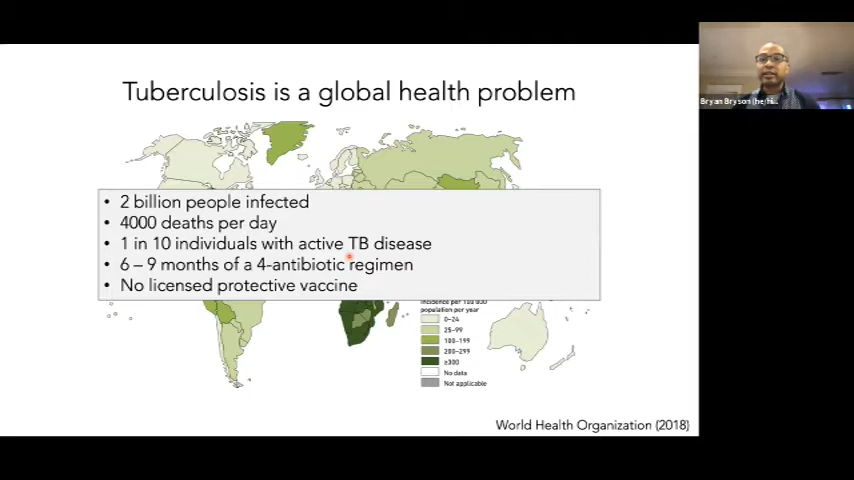 Tuberculosis is a global health problem
Bryan Bryson (he/hi...
• 2 billion people infected
• 4000 deaths per day
• 1 in 10 individuals with active TB disease
• 6 – 9 months of a 4-antibiotic regimen
• No licensed protective vaccine
Incidence per 100 000
population per year
0–24
25–99
100–199
200–299
≥300
No data
Not applicable
World Health Organization (2018)